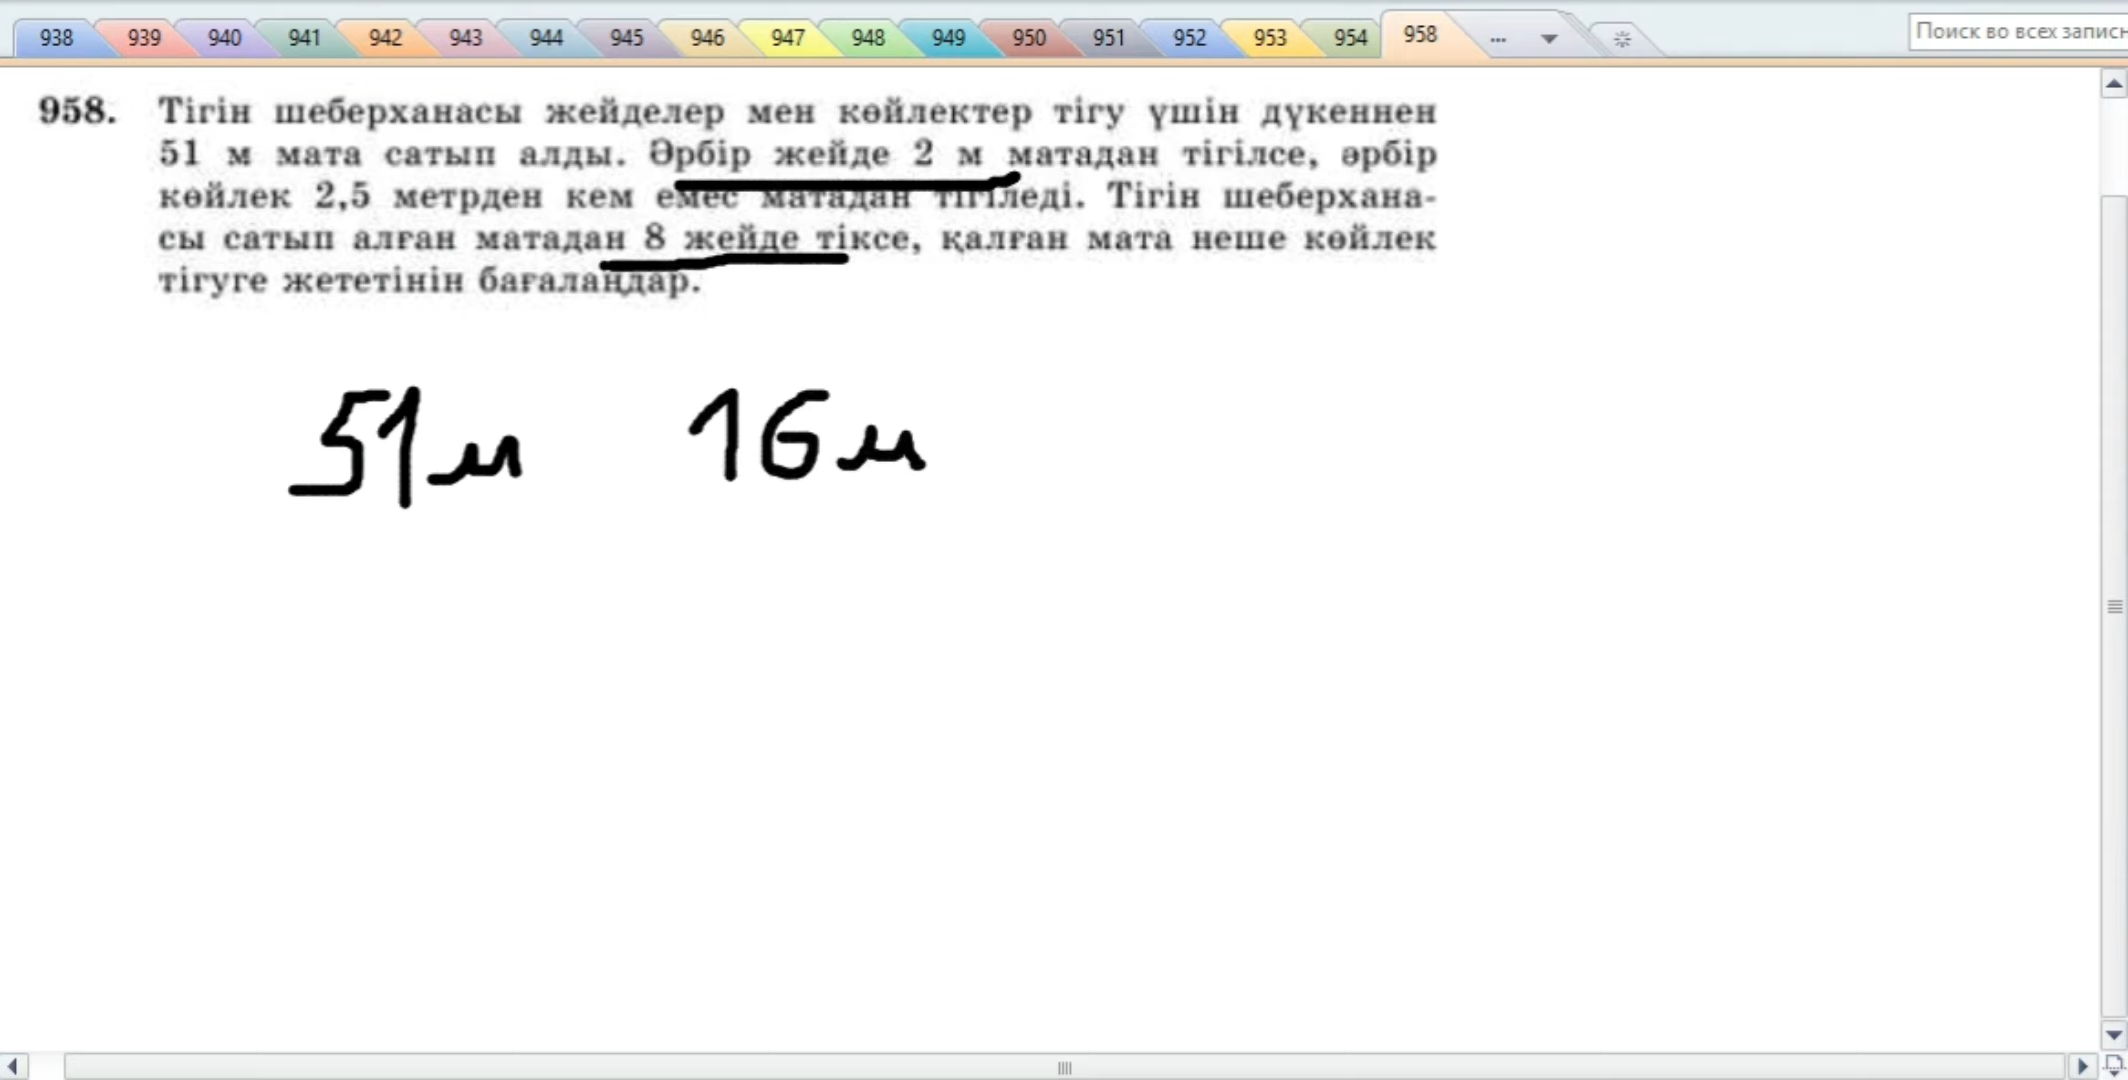 938 939 940 941 942 943 944 945 946 947 948 949 950 951 952 953 954 958 ...
Поиск во всех запис
958. Тігін шеберханасы жейделер мен көйлектер тігу үшін дүкеннен
51 м мата сатып алды. Әрбір жейде 2 м матадан тігілсе, әрбір
көйлек 2,5 метрден кем емес матадан тігіледі. Тігін шеберхана-
сы сатып алған матадан 8 жейде тіксе, қалған мата неше көйлек
тігуге жететінін бағалаңдар.
51м 16м